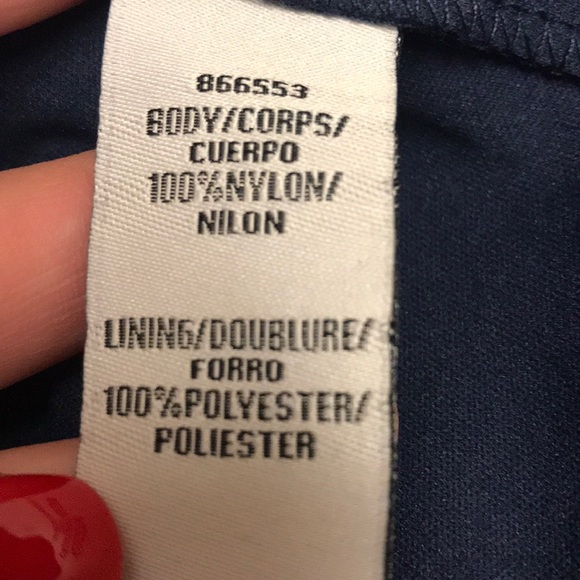 866553
BODY/CORPS/
CUERPO
100%NYLON/
NILON
LINING/DOUBLURE/
FORRO
100%POLYESTER/
POLIESTER